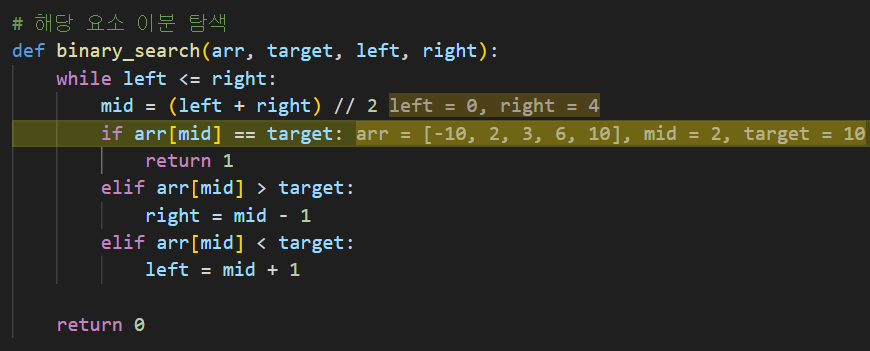 # 해당 요소 이분 탐색
def binary_search(arr, target, left, right):
    while left <= right:
        mid = (left + right) // 2 left = 0, right = 4
        if arr[mid] == target: arr = [-10, 2, 3, 6, 10], mid = 2, target = 10
            return 1
        elif arr[mid] > target:
            right = mid - 1
        elif arr[mid] < target:
            left = mid + 1
    return 0